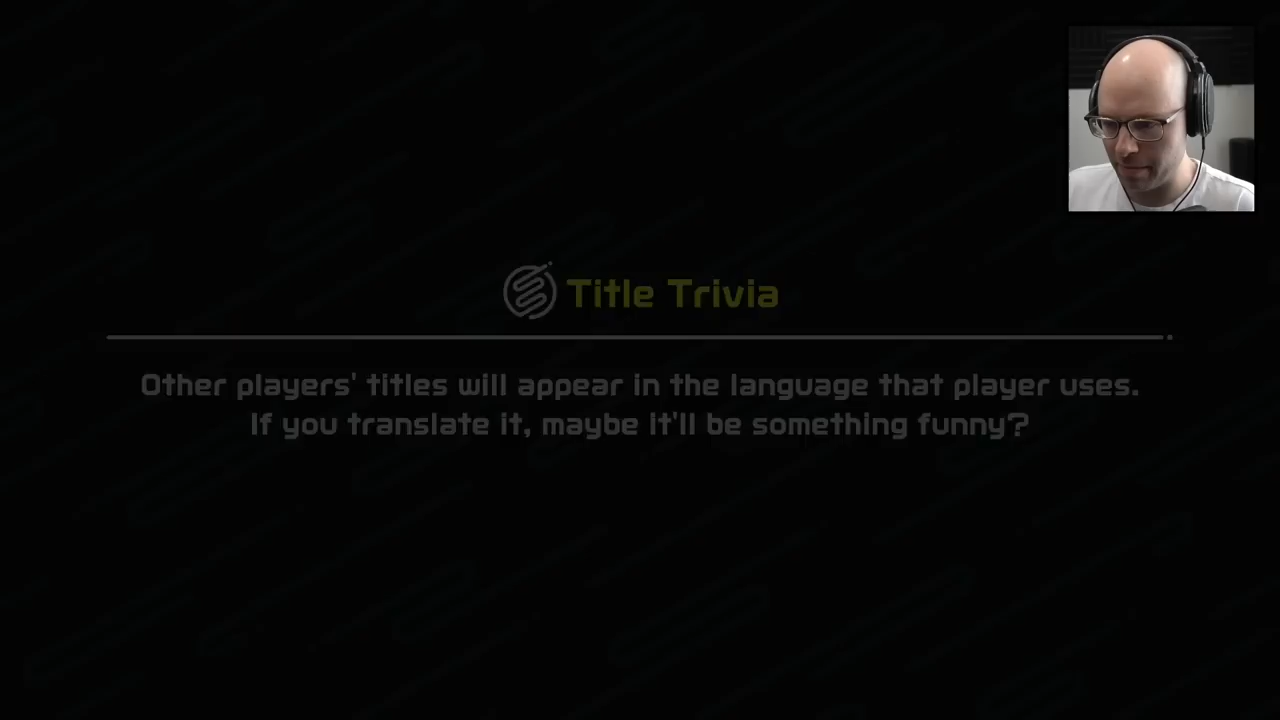 Title Trivia
Other players' titles will appear in the language that player uses.
If you translate it, maybe it'll be something funny?